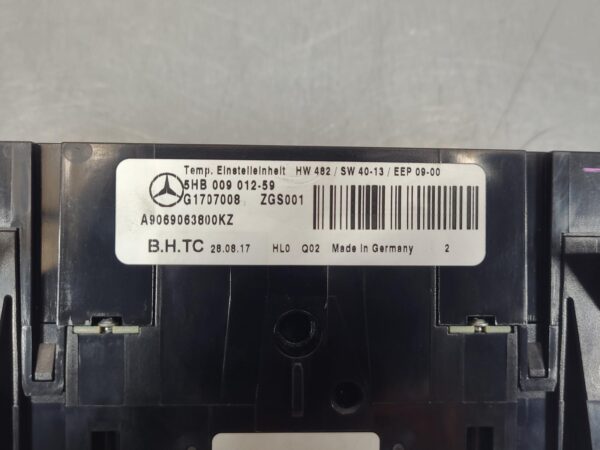 Temp. Einstelleinheit HW 482 / SW 40-13 / EEP 09-00
5HB 009 012-59
G1707008 ZGS001
A9069063800KZ
B.H.TC 28.08.17 HL0 Q02 Made in Germany 2